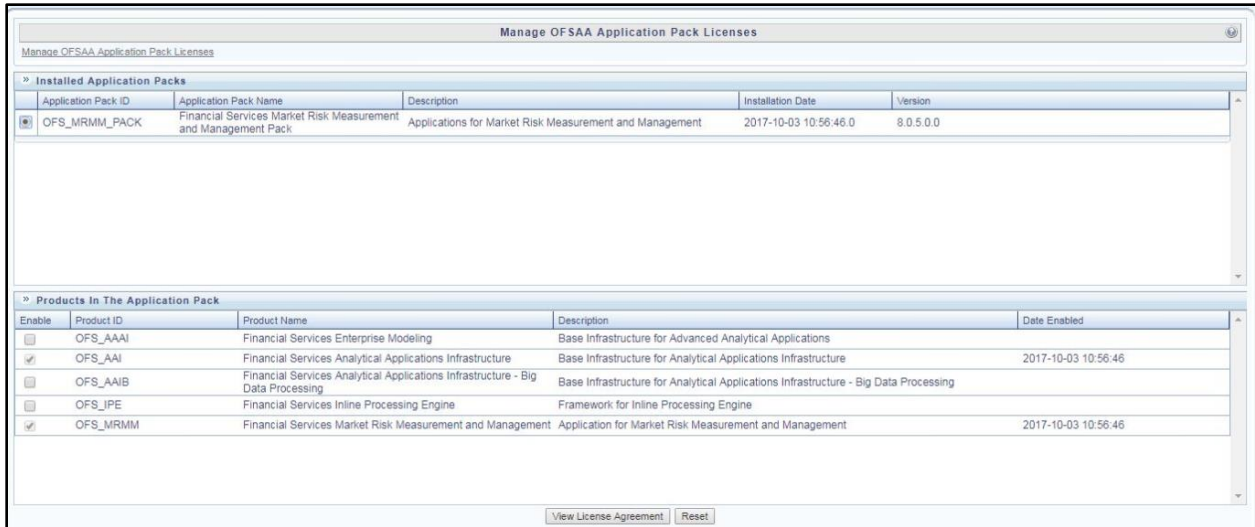 Manage OFSAA Application Pack Licenses
Manage OFSAA Application Pack Licenses
» Installed Application Packs
Application Pack ID Application Pack Name Description Installation Date Version
OFS_MRMM_PACK Financial Services Market Risk Measurement and Management Pack Applications for Market Risk Measurement and Management 2017-10-03 10:56:46.0 8.0.5.0.0
» Products In The Application Pack
Enable Product ID Product Name Description Date Enabled
OFS_AAAI Financial Services Enterprise Modeling Base Infrastructure for Advanced Analytical Applications
OFS_AAI Financial Services Analytical Applications Infrastructure Base Infrastructure for Analytical Applications Infrastructure 2017-10-03 10:56:46
OFS_AAIB Financial Services Analytical Applications Infrastructure - Big Data Processing Base Infrastructure for Analytical Applications Infrastructure - Big Data Processing
OFS_IPE Financial Services Inline Processing Engine Framework for Inline Processing Engine
OFS_MRMM Financial Services Market Risk Measurement and Management Application for Market Risk Measurement and Management 2017-10-03 10:56:46
View License Agreement Reset